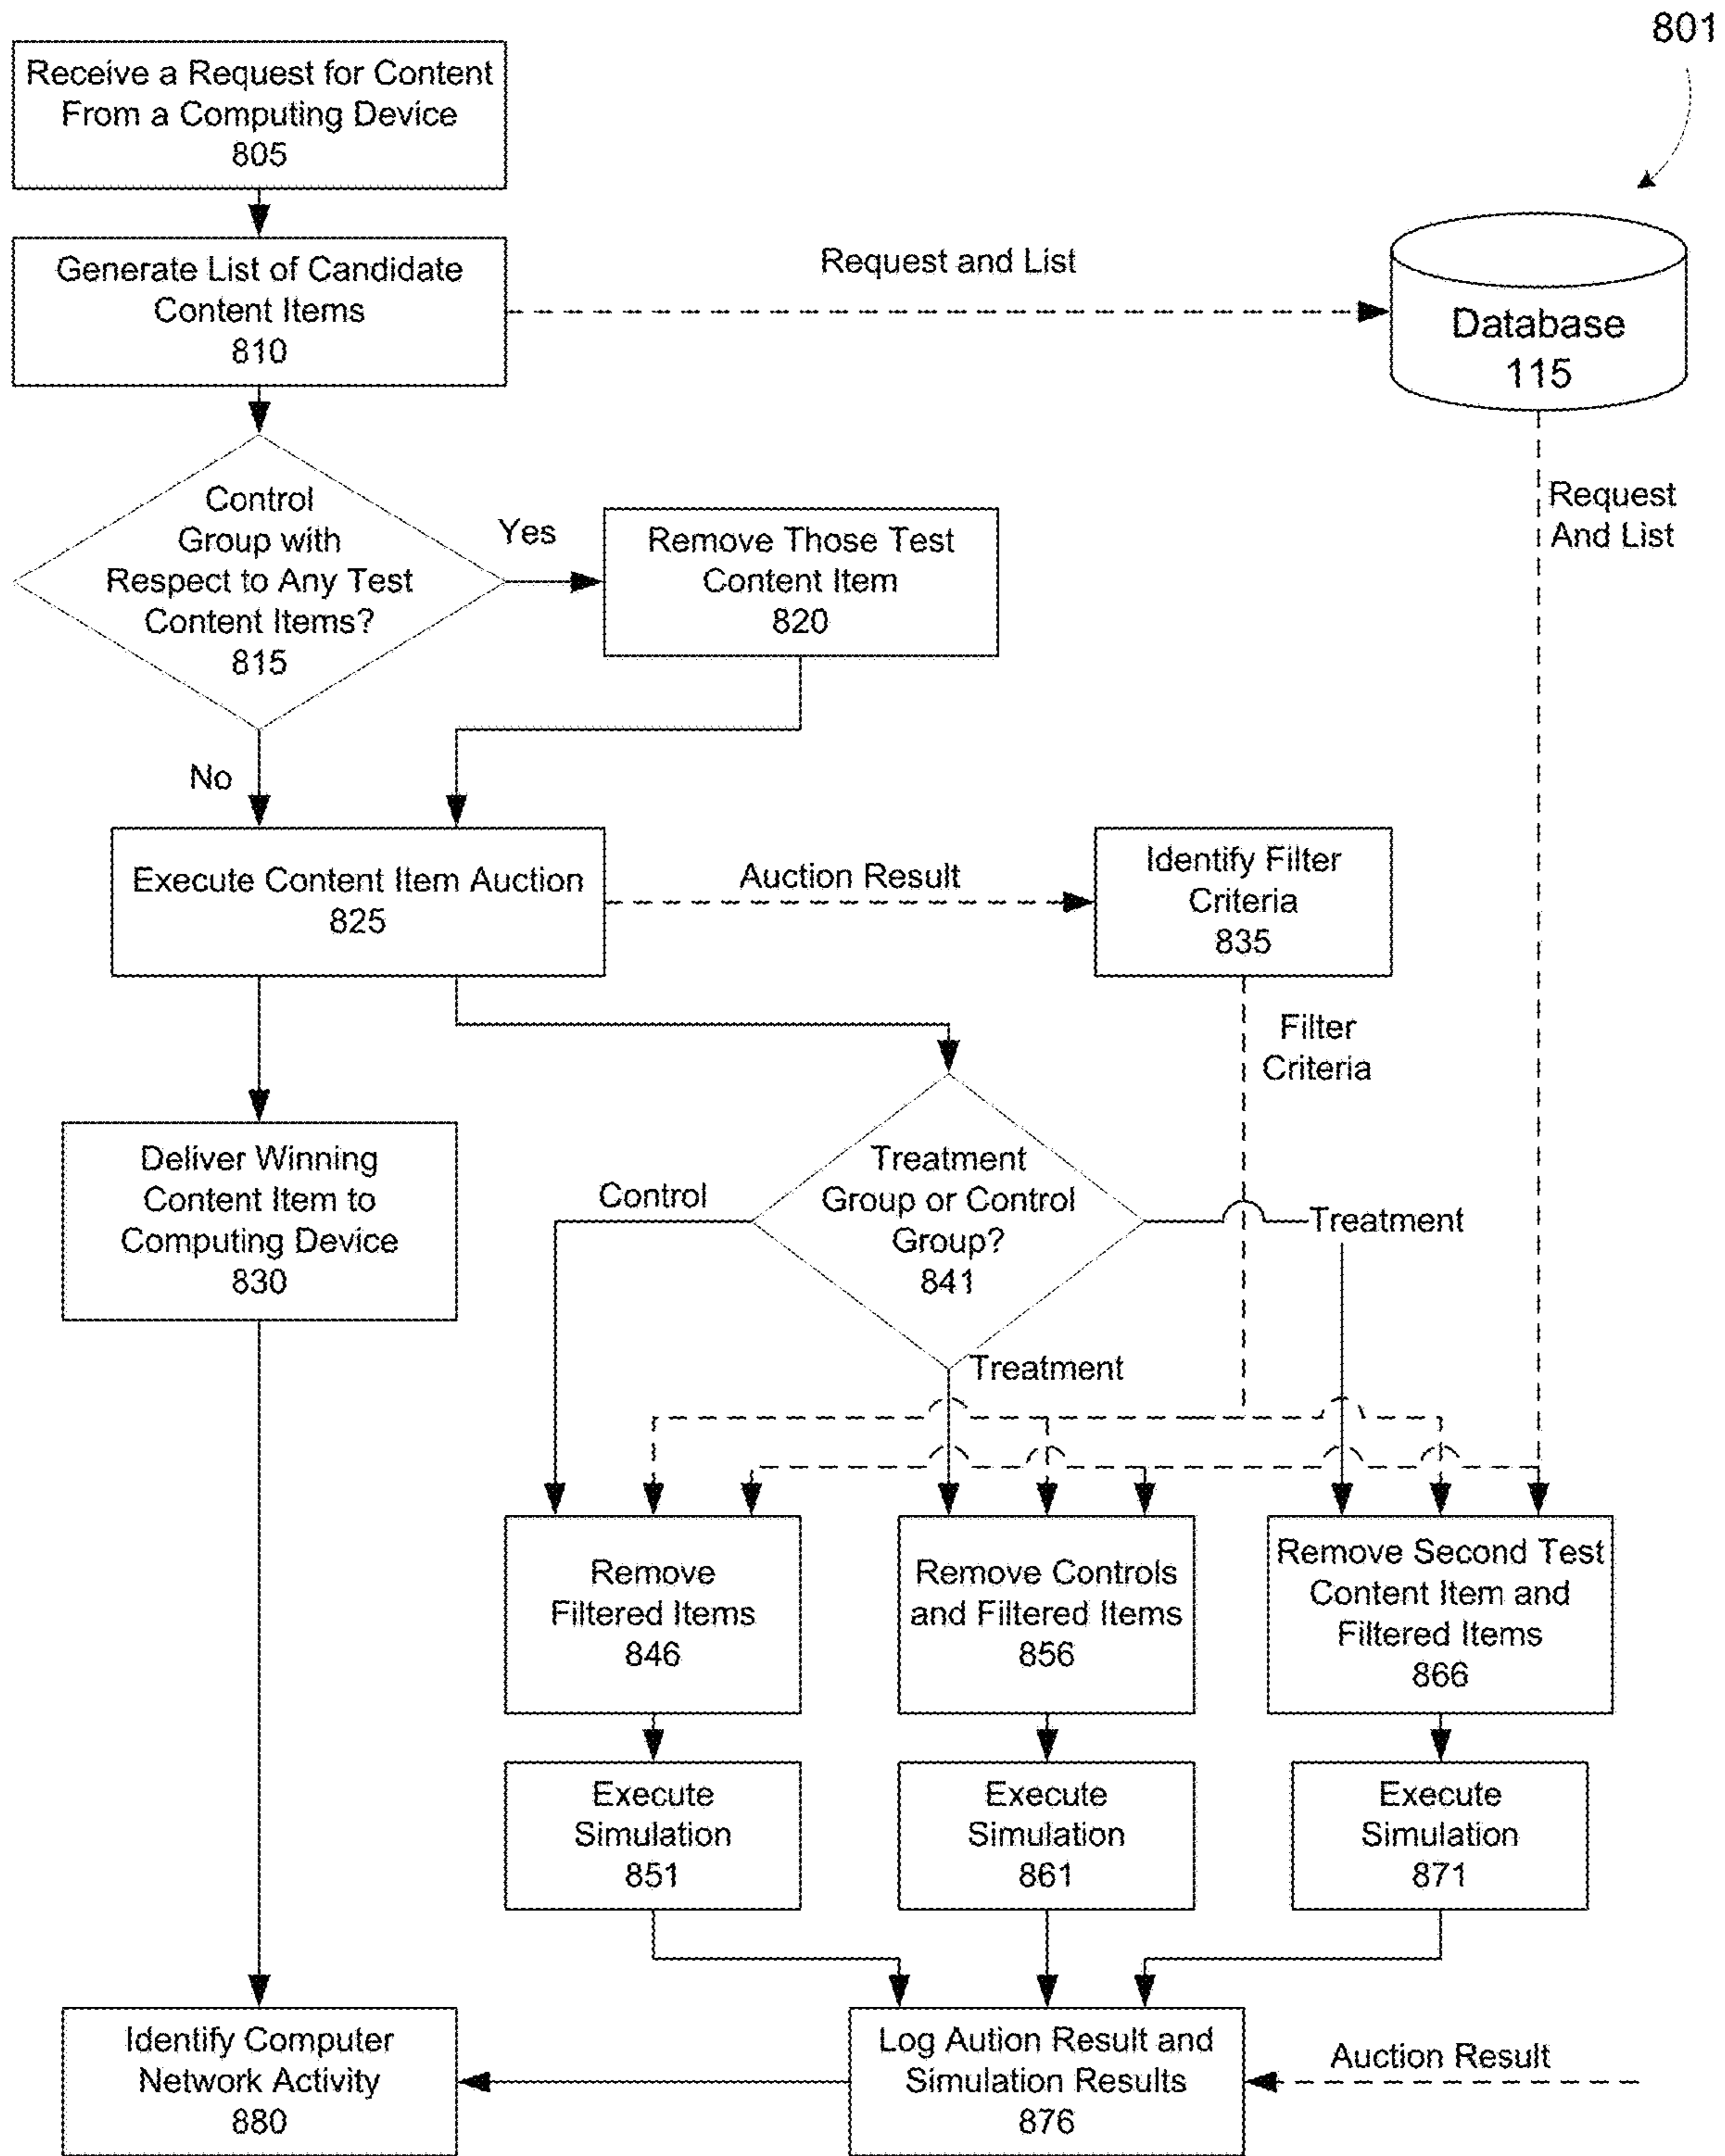 801
Receive a Request for Content
From a Computing Device
805
Generate List of Candidate
Content Items
810
Request and List
Database
115
Request
And List
Control
Group with
Respect to Any Test
Content Items?
815
Yes
Remove Those Test
Content Item
820
No
Execute Content Item Auction
825
Auction Result
Identify Filter
Criteria
835
Filter
Criteria
Deliver Winning
Content Item to
Computing Device
830
Control
Treatment
Group or Control
Group?
841
Treatment
Treatment
Remove
Filtered Items
846
Remove Controls
and Filtered Items
856
Remove Second Test
Content Item and
Filtered Items
866
Execute
Simulation
851
Execute
Simulation
861
Execute
Simulation
871
Identify Computer
Network Activity
880
Log Aution Result and
Simulation Results
876
Auction Result